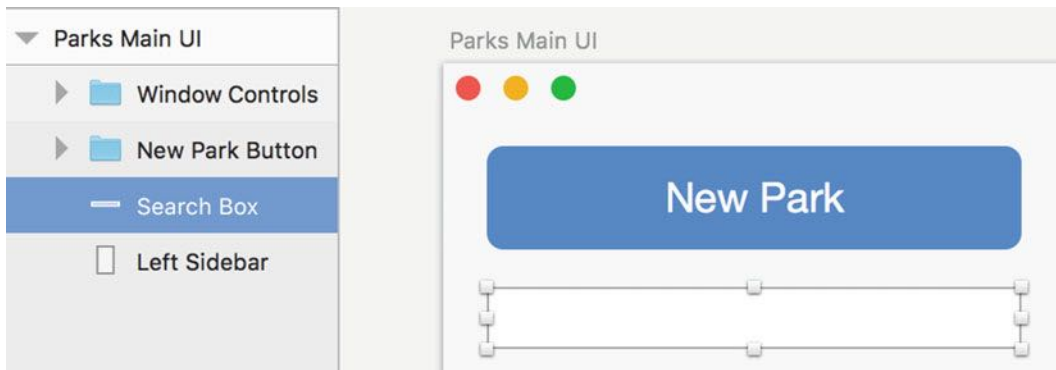 Parks Main UI
Window Controls
New Park Button
Search Box
Left Sidebar
Parks Main UI
New Park